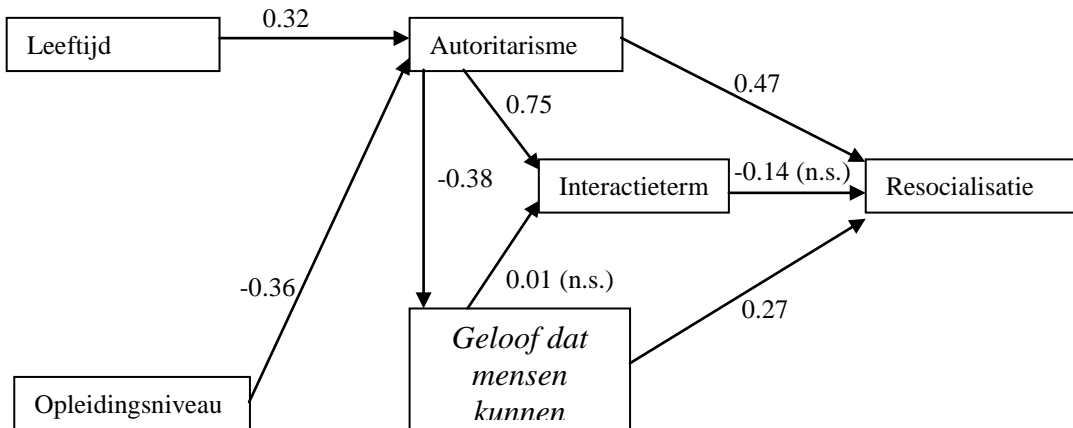 0.32
Leeftijd
Autoritarisme
0.75
0.47
-0.38
Interactieterm
-0.14 (n.s.)
Resocialisatie
-0.36
0.01 (n.s.)
0.27
Geloof dat
mensen
kunnen
Opleidingsniveau